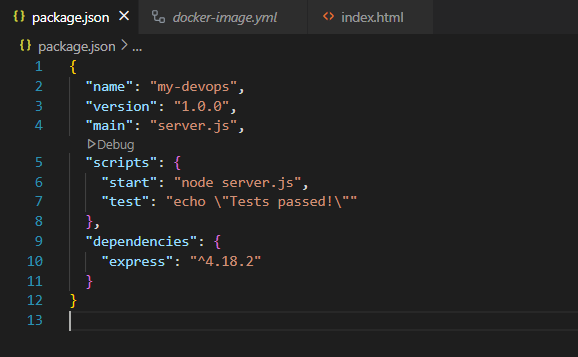 package.json
docker-image.yml
index.html
package.json > ...
1 {
2 "name": "my-devops",
3 "version": "1.0.0",
4 "main": "server.js",
Debug
5 "scripts": {
6 "start": "node server.js",
7 "test": "echo \"Tests passed!\""
8 },
9 "dependencies": {
10 "express": "^4.18.2"
11 }
12 }
13